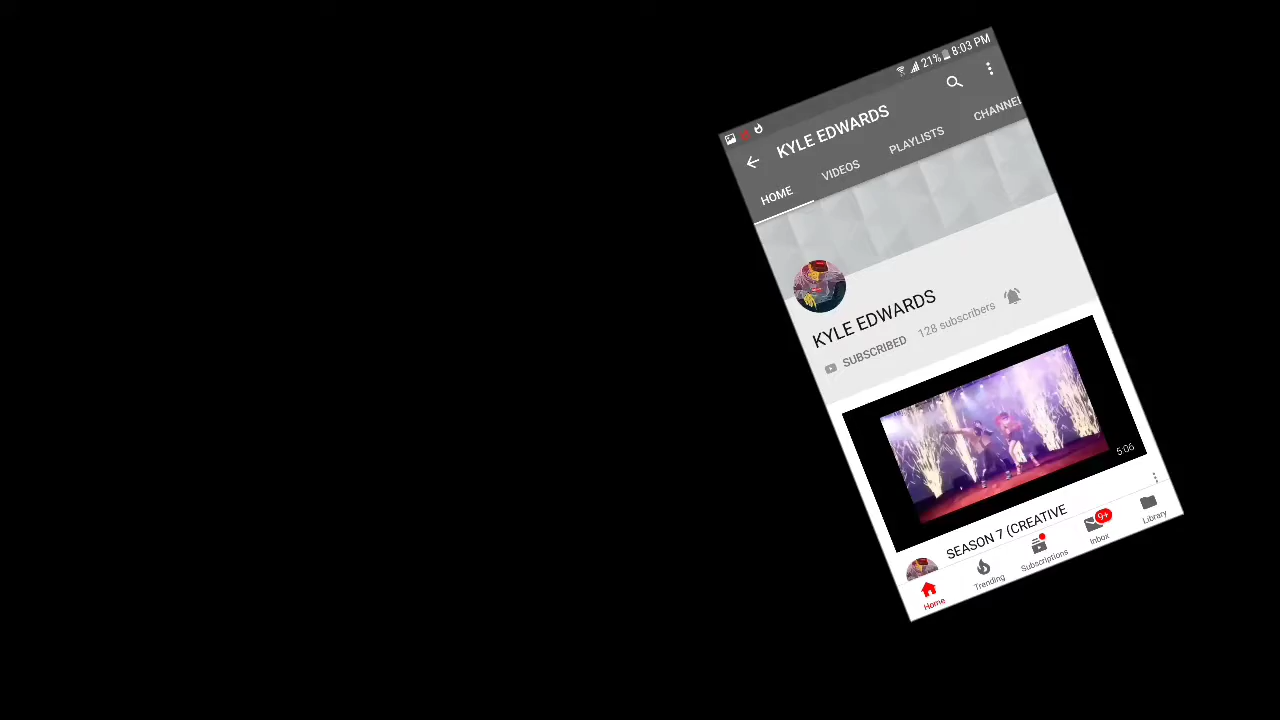 21% 8:03 PM
KYLE EDWARDS
HOME VIDEOS PLAYLISTS CHANNEL
KYLE EDWARDS
SUBSCRIBED 128 subscribers
5:06
SEASON 7 (CREATIVE
9+
Home Trending Subscriptions Inbox Library